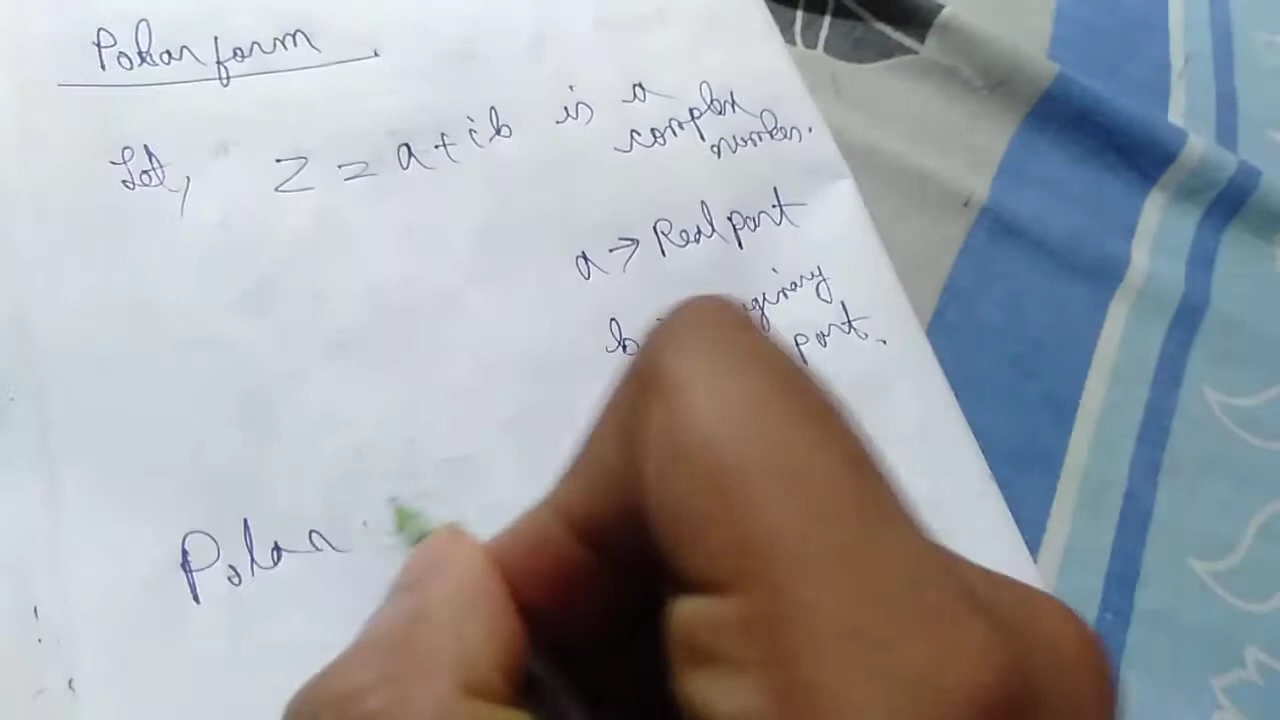 Polar form
Let, z = a + ib is a complex number.
a → Real part
b part.
Polar